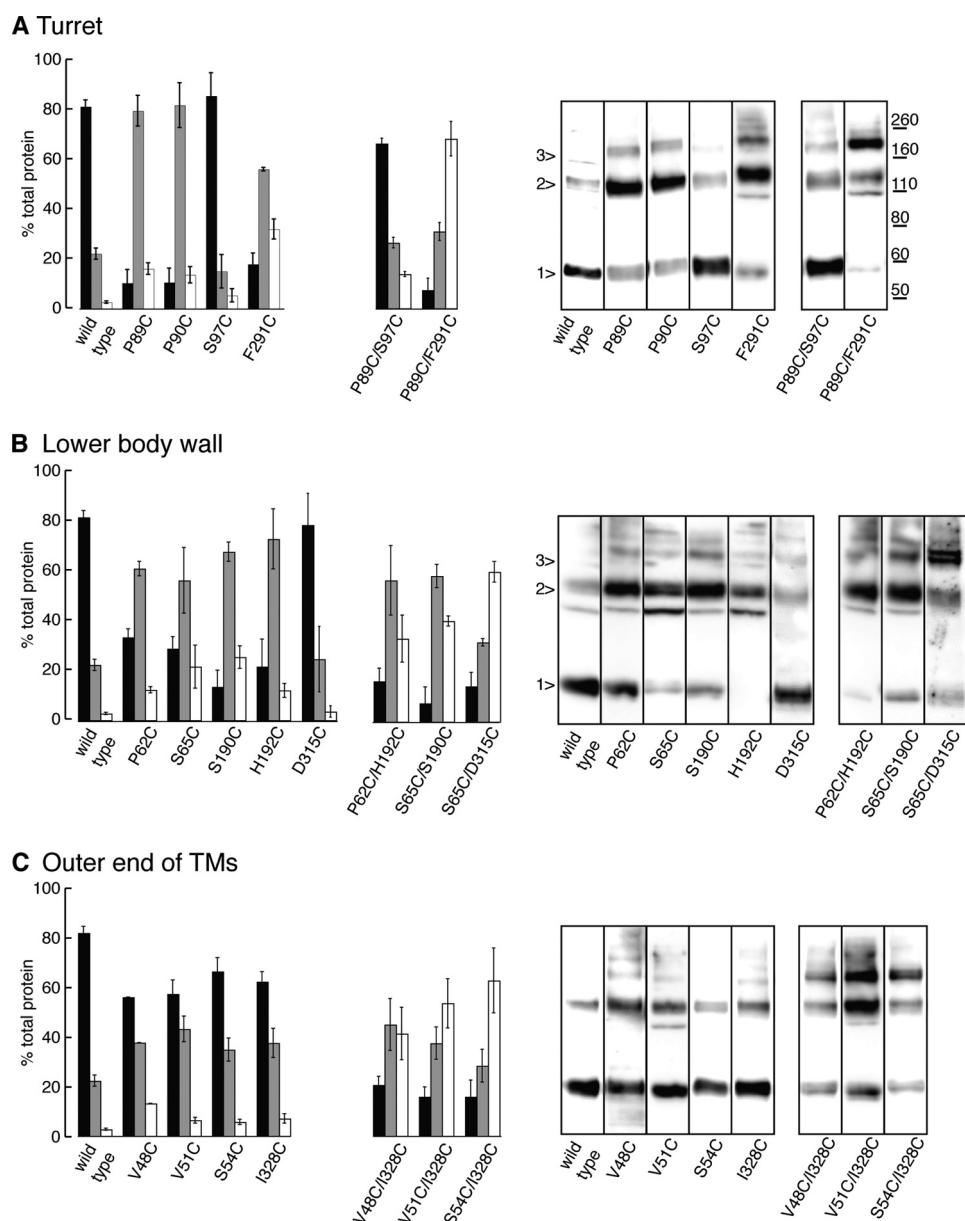 A Turret
100
80
60
40
20
0
% total protein
wild type
P89C
P90C
S97C
F291C
P89C/S97C
P89C/F291C
3>
2>
1>
wild type
P89C
P90C
S97C
F291C
P89C/S97C
P89C/F291C
260
160
110
80
60
50
B Lower body wall
100
80
60
40
20
0
% total protein
wild type
P62C
S65C
S190C
H192C
D315C
P62C/H192C
S65C/S190C
S65C/D315C
3>
2>
1>
wild type
P62C
S65C
S190C
H192C
D315C
P62C/H192C
S65C/S190C
S65C/D315C
C Outer end of TMs
100
80
60
40
20
0
% total protein
wild type
V48C
V51C
S54C
I328C
V48C/I328C
V51C/I328C
S54C/I328C
wild type
V48C
V51C
S54C
I328C
V48C/I328C
V51C/I328C
S54C/I328C